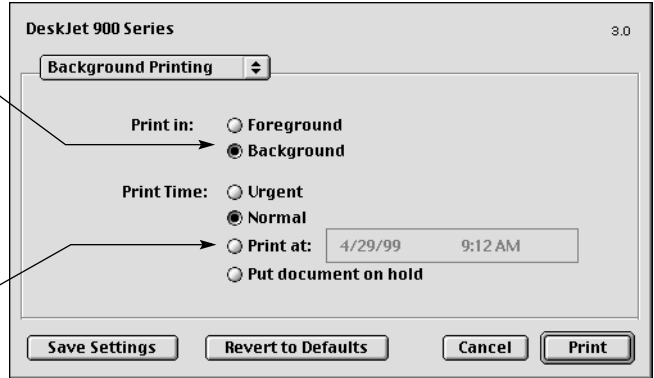 DeskJet 900 Series 3.0
Background Printing
Print in: Foreground
Background
Print Time: Urgent
Normal
Print at: 4/29/99 9:12 AM
Put document on hold
Save Settings Revert to Defaults Cancel Print